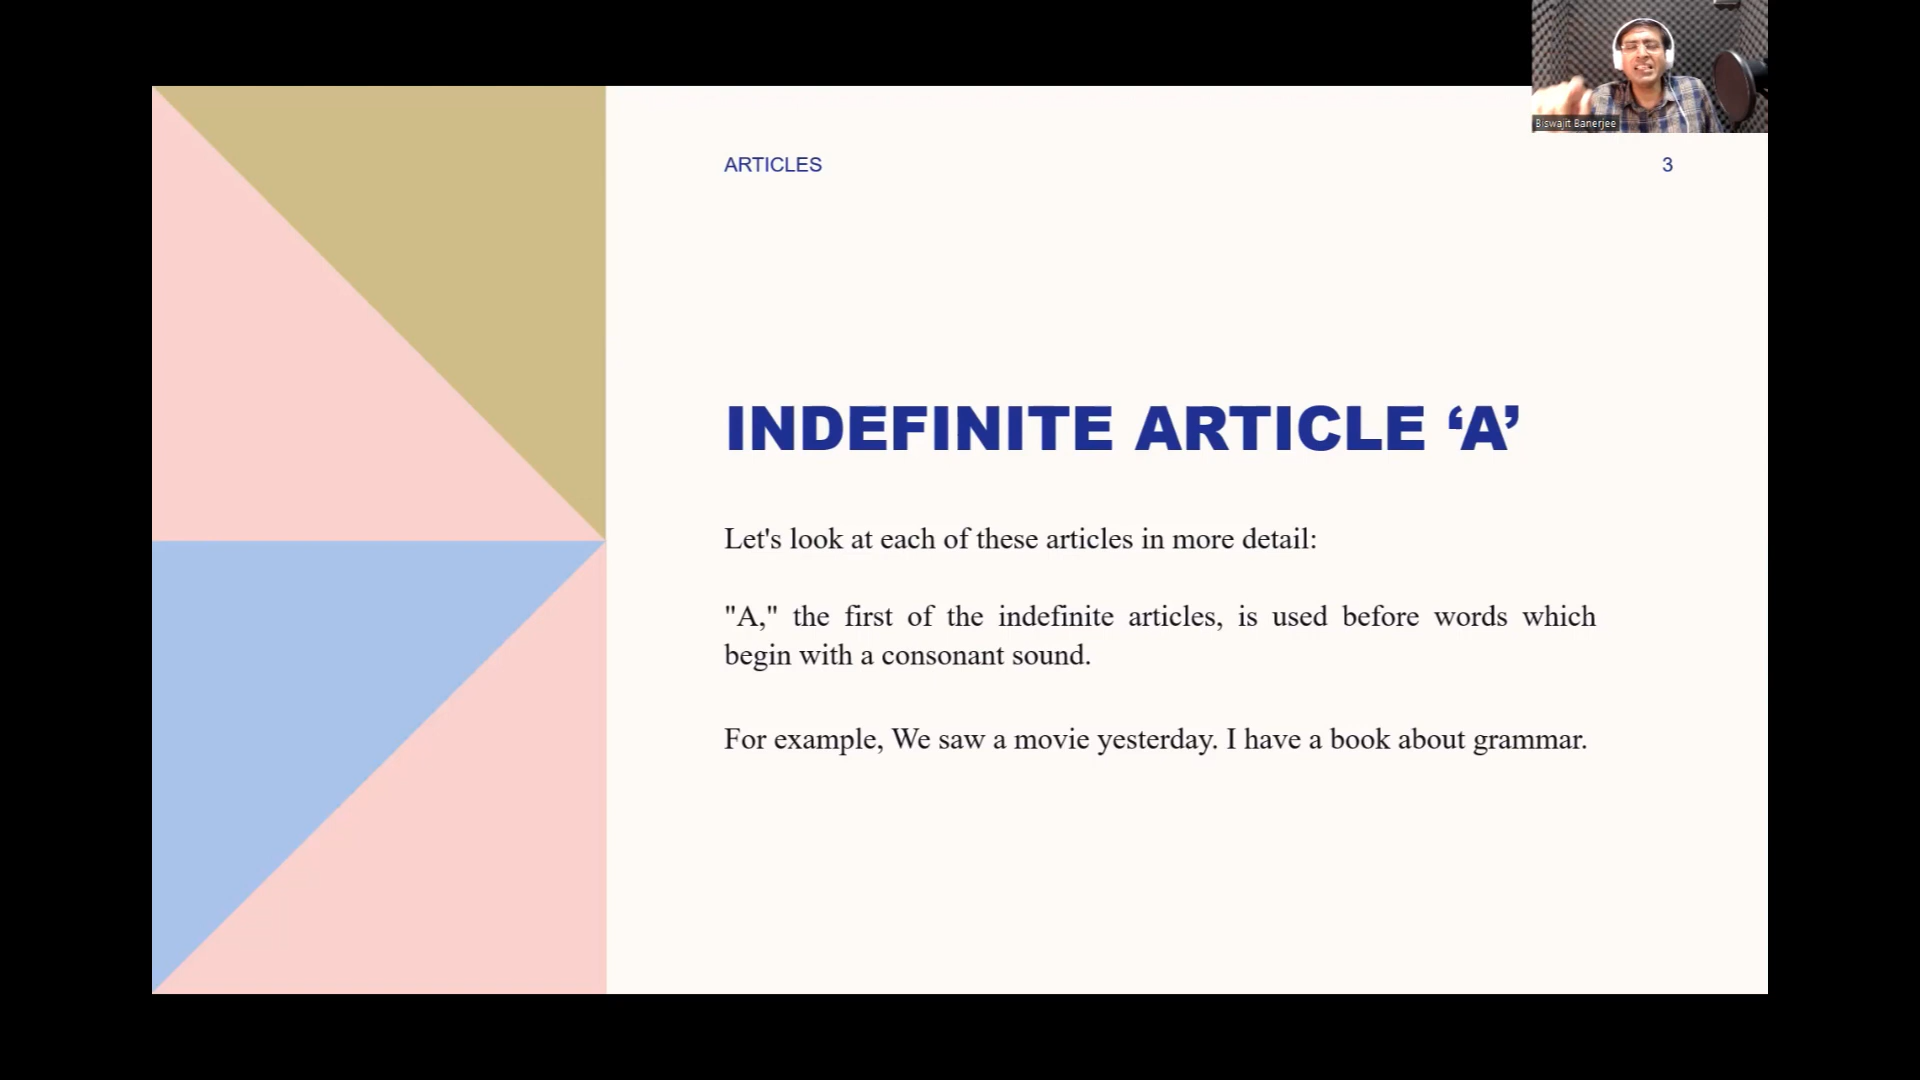 Biswajit Banerjee
ARTICLES
3
INDEFINITE ARTICLE ‘A’
Let's look at each of these articles in more detail:
"A," the first of the indefinite articles, is used before words which
begin with a consonant sound.
For example, We saw a movie yesterday. I have a book about grammar.